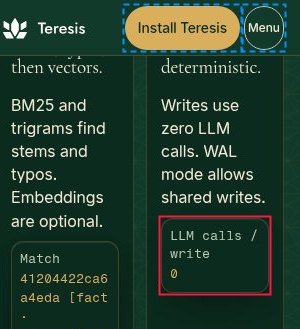 Teresis
Install Teresis
Menu
then vectors.
BM25 and
trigrams find
stems and
typos.
Embeddings
are optional.
Match
41204422ca6
a4eda [fact
.
deterministic.
Writes use
zero LLM
calls. WAL
mode allows
shared writes.
LLM calls /
write
0